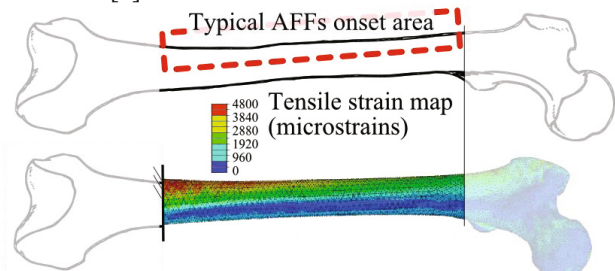 Typical AFFs onset area
Tensile strain map
(microstrains)
4800
3840
2880
1920
960
0